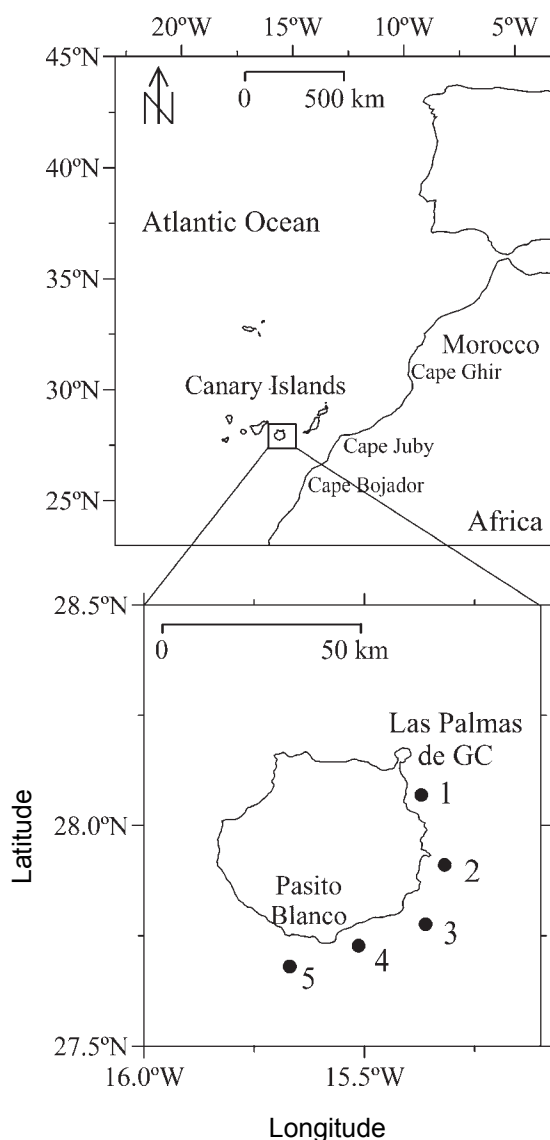 20ºW 15ºW 10ºW 5ºW
45ºN
N
0 500 km
40ºN
Atlantic Ocean
35ºN
Morocco
Cape Ghir
30ºN
Canary Islands
Cape Juby
Cape Bojador
25ºN
Africa
28.5ºN
0 50 km
Las Palmas
de GC
1
28.0ºN
2
Pasito
Blanco
3
4
5
27.5ºN
16.0ºW 15.5ºW
Latitude
Longitude